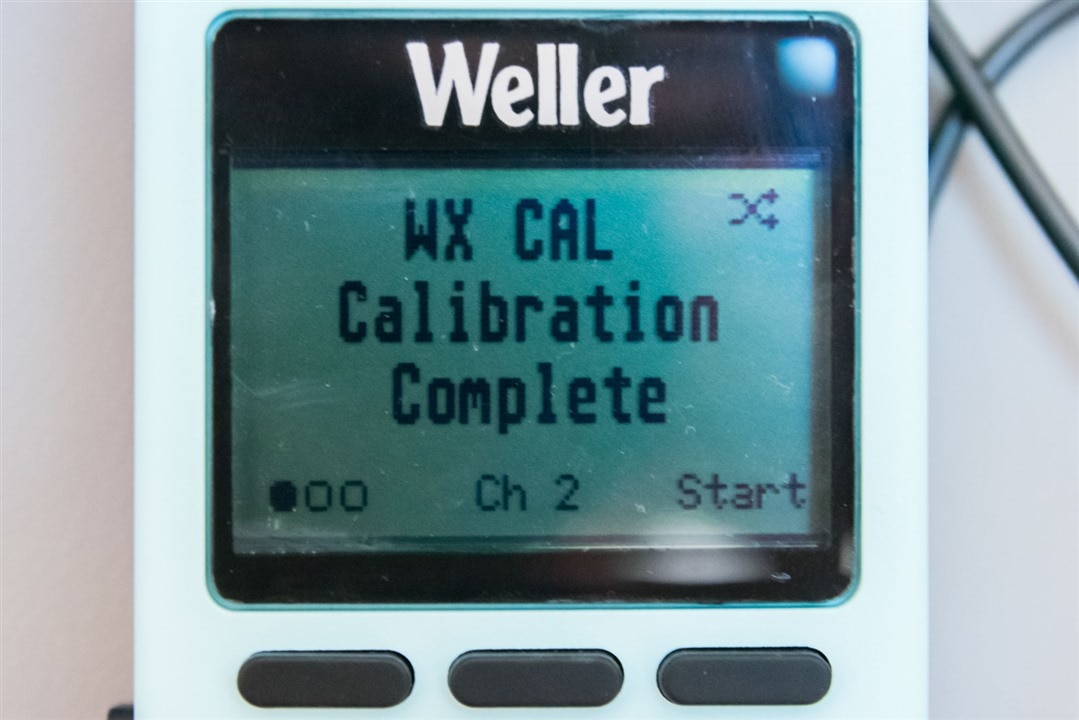 Weller
WX CAL
Calibration
Complete
Ch 2 Start